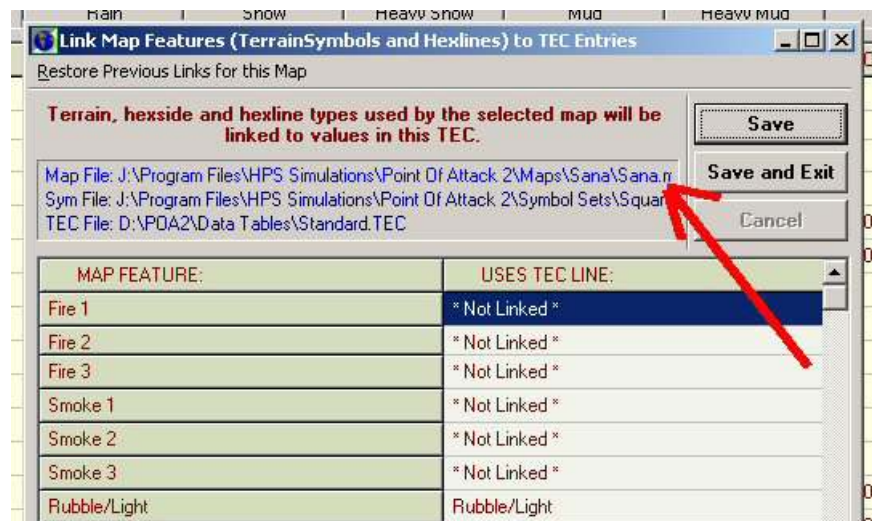 Rain Snow Heavy Snow Mud Heavy Mud
Link Map Features (TerrainSymbols and Hexlines) to TEC Entries
Restore Previous Links for this Map
Terrain, hexside and hexline types used by the selected map will be
linked to values in this TEC.
Save
Map File: J:\Program Files\HPS Simulations\Point Of Attack 2\Maps\Sana\Sana.m
Save and Exit
Sym File: J:\Program Files\HPS Simulations\Point Of Attack 2\Symbol Sets\Squar
TEC File: D:\POA2\Data Tables\Standard.TEC
Cancel
MAP FEATURE: USES TEC LINE:
Fire 1 * Not Linked *
Fire 2 * Not Linked *
Fire 3 * Not Linked *
Smoke 1 * Not Linked *
Smoke 2 * Not Linked *
Smoke 3 * Not Linked *
Rubble/Light Rubble/Light